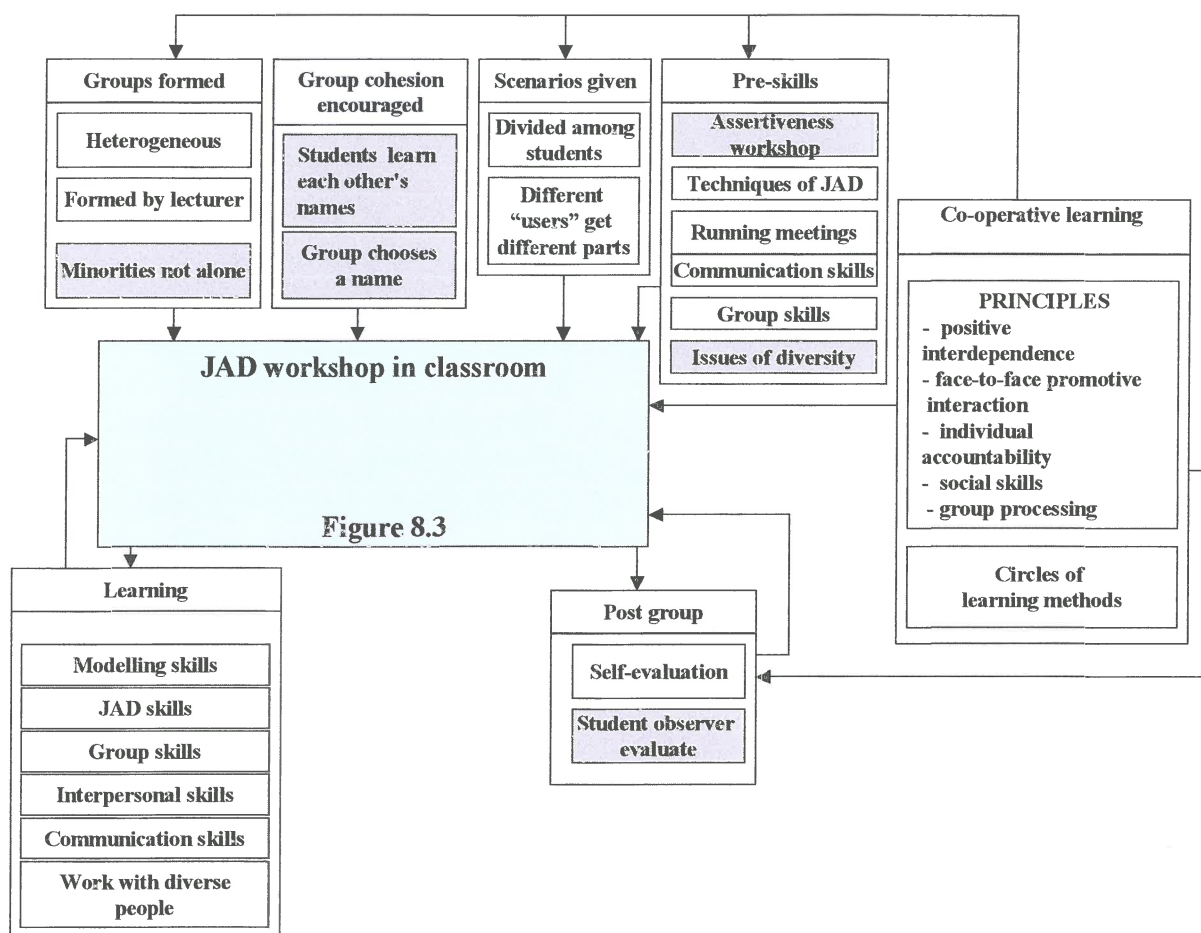 Groups formed
Heterogeneous
Formed by lecturer
Minorities not alone
Group cohesion
encouraged
Students learn
each other's
names
Group chooses
a name
Scenarios given
Divided among
students
Different
“users” get
different parts
Pre-skills
Assertiveness
workshop
Techniques of JAD
Running meetings
Communication skills
Group skills
Issues of diversity
Co-operative learning
PRINCIPLES
- positive
interdependence
- face-to-face promotive
interaction
- individual
accountability
- social skills
- group processing
Circles of
learning methods
JAD workshop in classroom
Figure 8.3
Learning
Modelling skills
JAD skills
Group skills
Interpersonal skills
Communication skills
Work with diverse
people
Post group
Self-evaluation
Student observer
evaluate